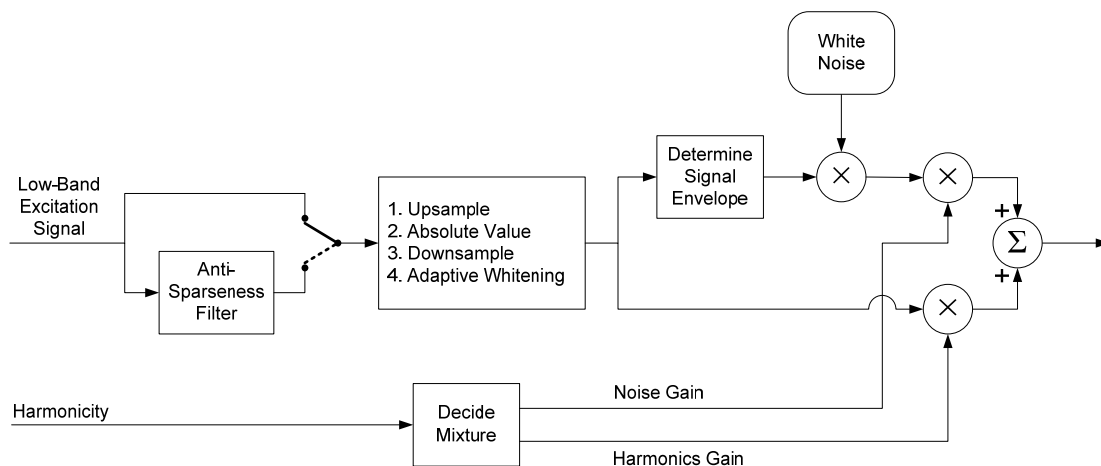 White
Noise
Low-Band
Excitation
Signal
Determine
Signal
Envelope
×
×
1. Upsample
2. Absolute Value
3. Downsample
4. Adaptive Whitening
+
Σ
+
Anti-
Sparseness
Filter
×
Harmonicity
Decide
Mixture
Noise Gain
Harmonics Gain